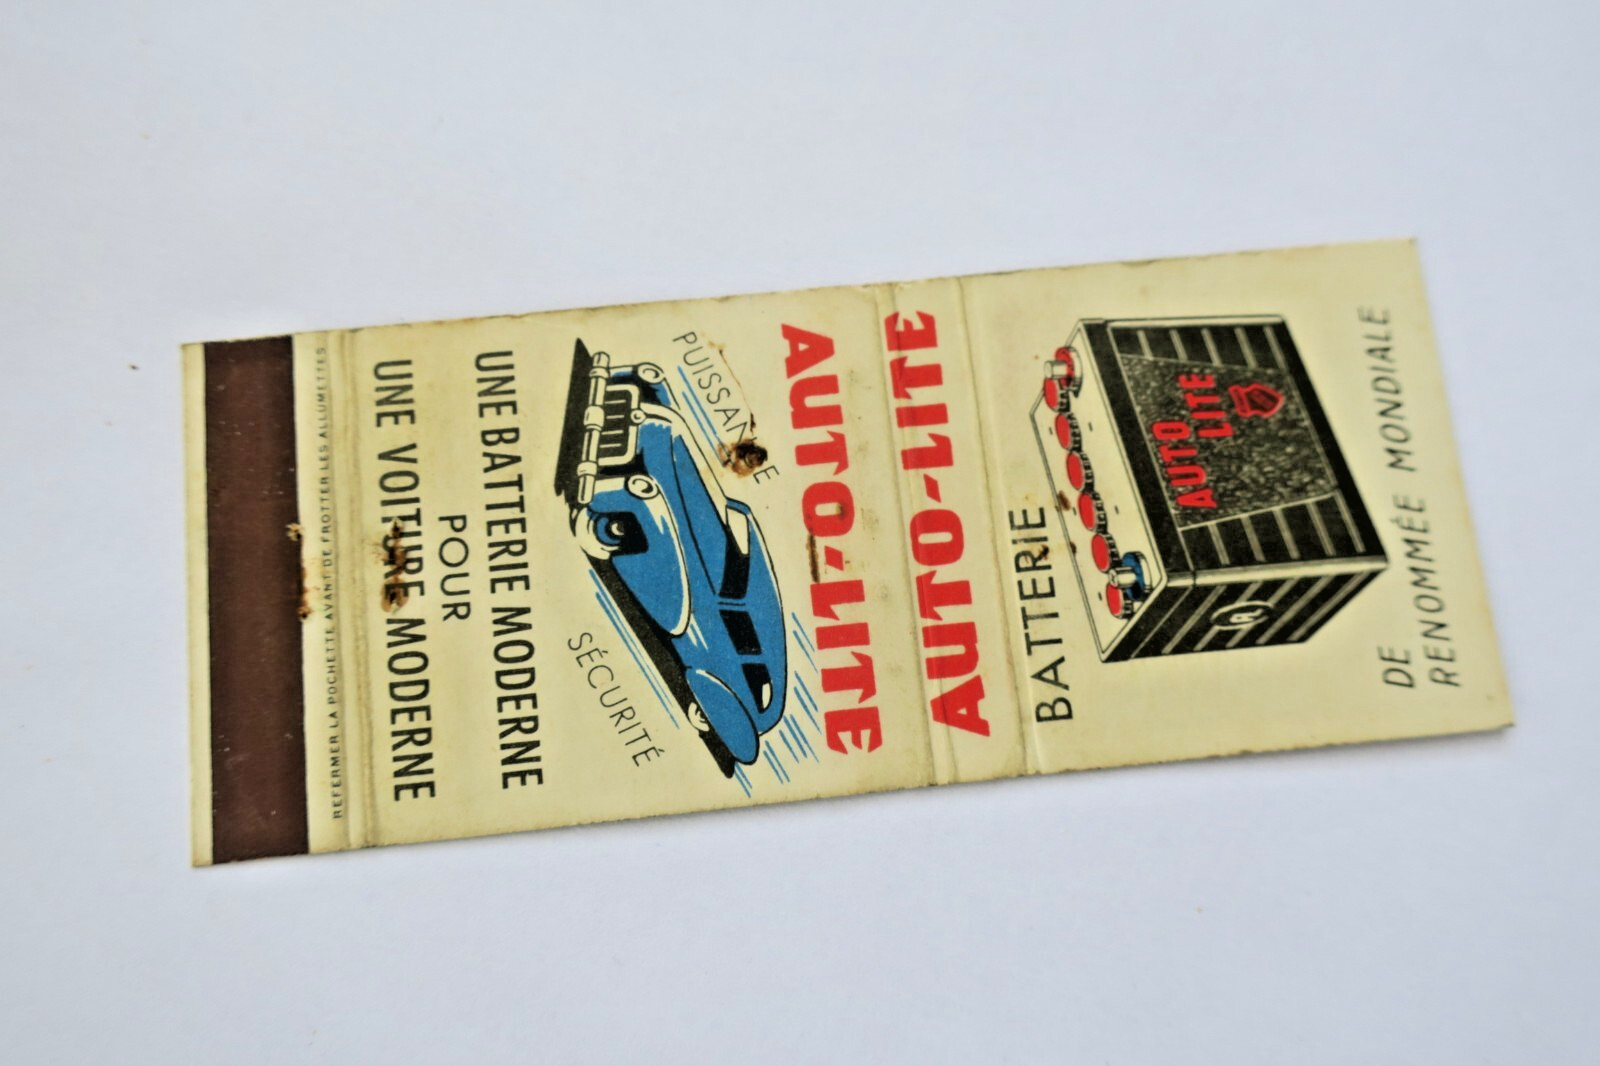 AUTO-LITE
BATTERIE
AUTO
LITE
DE
RENOMMÉE MONDIALE
AUTO-LITE
PUISSANCE
SÉCURITÉ
UNE BATTERIE MODERNE
POUR
UNE VOITURE MODERNE
REFERMER LA POCHETTE AVANT DE FROTTER LES ALLUMETTES